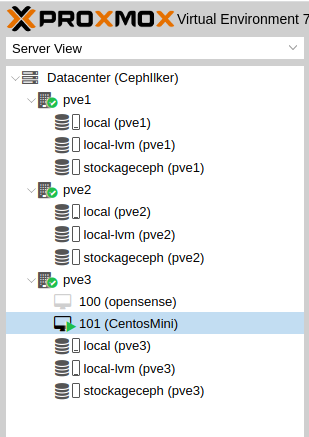 PROXMOX Virtual Environment 7
Server View
Datacenter (CephIlker)
pve1
local (pve1)
local-lvm (pve1)
stockageceph (pve1)
pve2
local (pve2)
local-lvm (pve2)
stockageceph (pve2)
pve3
100 (opensense)
101 (CentosMini)
local (pve3)
local-lvm (pve3)
stockageceph (pve3)